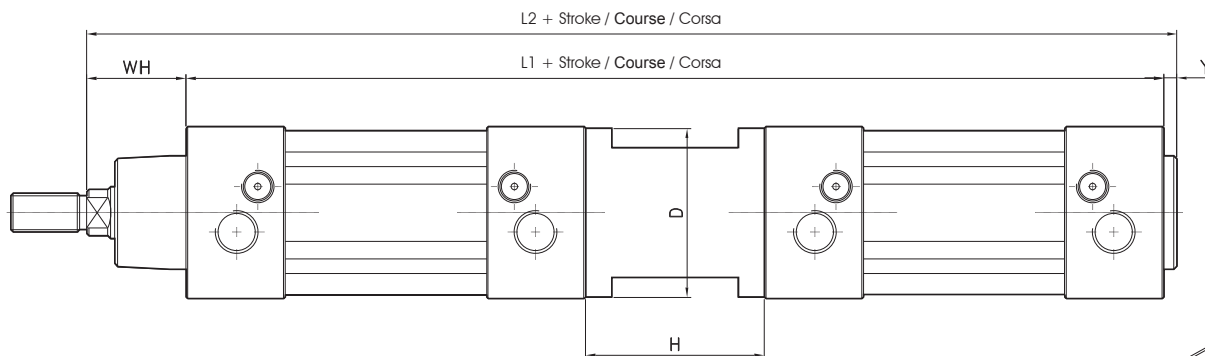 L2 + Stroke / Course / Corsa
WH
L1 + Stroke / Course / Corsa
Y
D
H